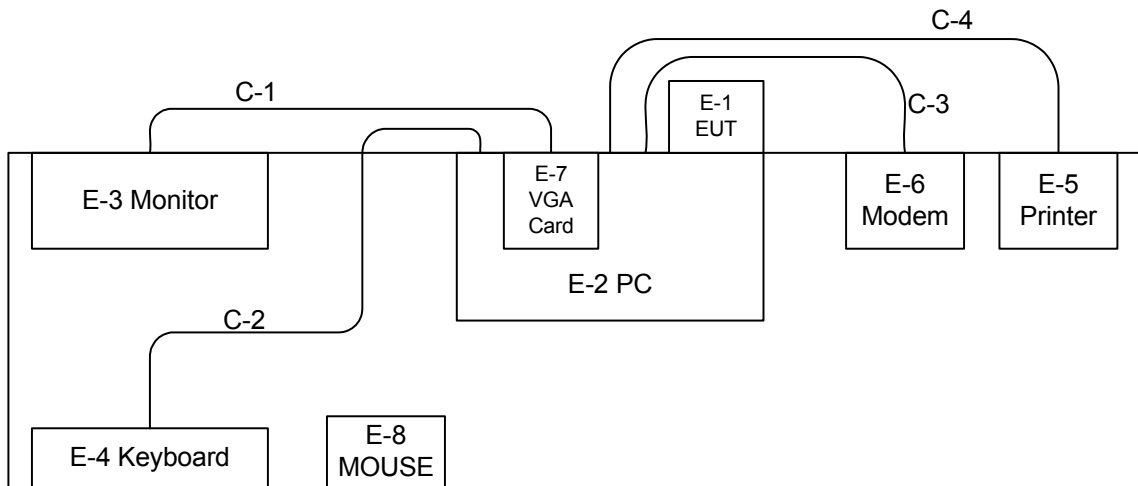 C-4
C-1
E-1
EUT
C-3
E-3 Monitor
E-7
VGA
Card
E-6
Modem
E-5
Printer
E-2 PC
C-2
E-4 Keyboard
E-8
MOUSE